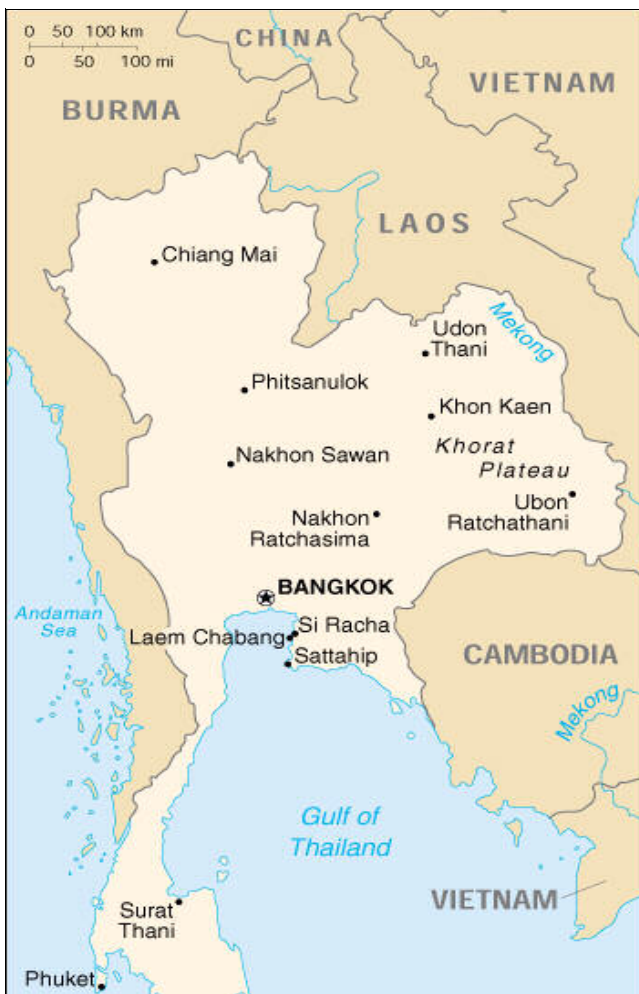 0 50 100 km
0 50 100 mi
CHINA
VIETNAM
BURMA
LAOS
Chiang Mai
Mekong
Udon
Thani
Phitsanulok
Khon Kaen
Khorat
Plateau
Nakhon Sawan
Ubon
Ratchathani
Nakhon
Ratchasima
BANGKOK
Andaman
Sea
Si Racha
Laem Chabang
Sattahip
CAMBODIA
Mekong
Gulf of
Thailand
VIETNAM
Surat
Thani
Phuket